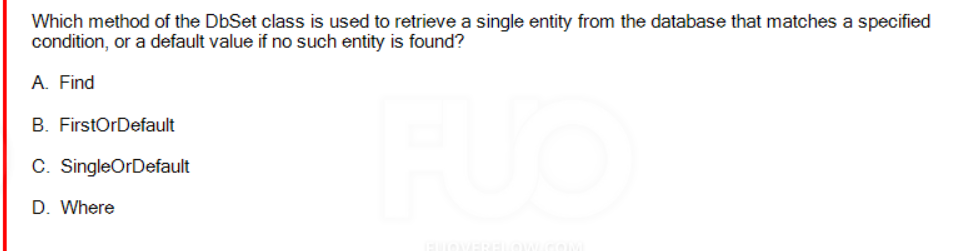 Which method of the DbSet class is used to retrieve a single entity from the database that matches a specified
condition, or a default value if no such entity is found?
A. Find
B. FirstOrDefault
C. SingleOrDefault
D. Where
FUO